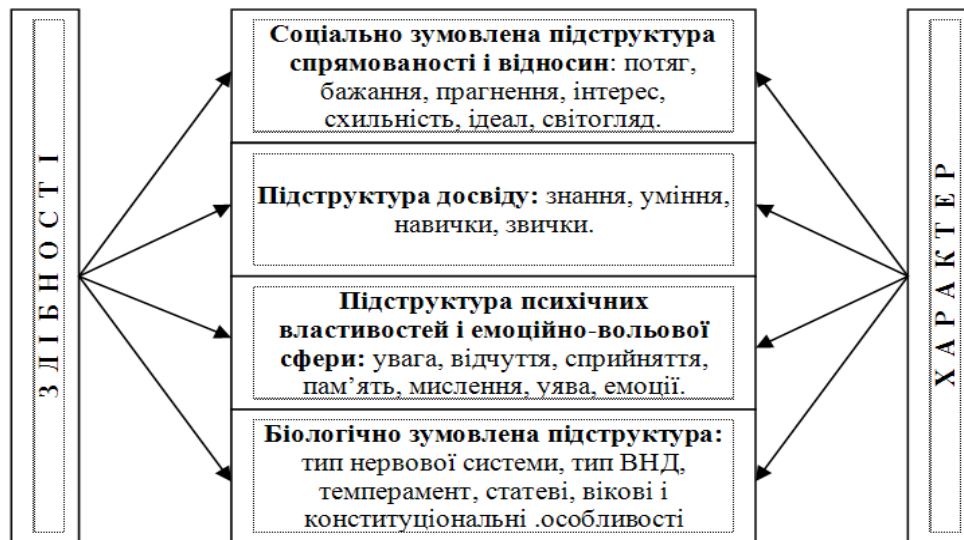 З Д І Б Н О С Т І
Соціально зумовлена підструктура
спрямованості і відносин: потяг,
бажання, прагнення, інтерес,
схильність, ідеал, світогляд.
Підструктура досвіду: знання, уміння,
навички, звички.
Підструктура психічних
властивостей і емоційно-вольової
сфери: увага, відчуття, сприйняття,
пам’ять, мислення, уява, емоції.
Біологічно зумовлена підструктура:
тип нервової системи, тип ВНД,
темперамент, статеві, вікові і
конституціональні .особливості
Х А Р А К Т Е Р